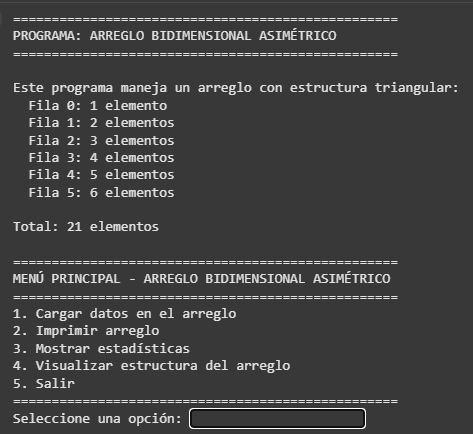 ==================================================
PROGRAMA: ARREGLO BIDIMENSIONAL ASIMÉTRICO
==================================================
Este programa maneja un arreglo con estructura triangular:
Fila 0: 1 elemento
Fila 1: 2 elementos
Fila 2: 3 elementos
Fila 3: 4 elementos
Fila 4: 5 elementos
Fila 5: 6 elementos
Total: 21 elementos
==================================================
MENÚ PRINCIPAL - ARREGLO BIDIMENSIONAL ASIMÉTRICO
==================================================
1. Cargar datos en el arreglo
2. Imprimir arreglo
3. Mostrar estadísticas
4. Visualizar estructura del arreglo
5. Salir
==================================================
Seleccione una opción: